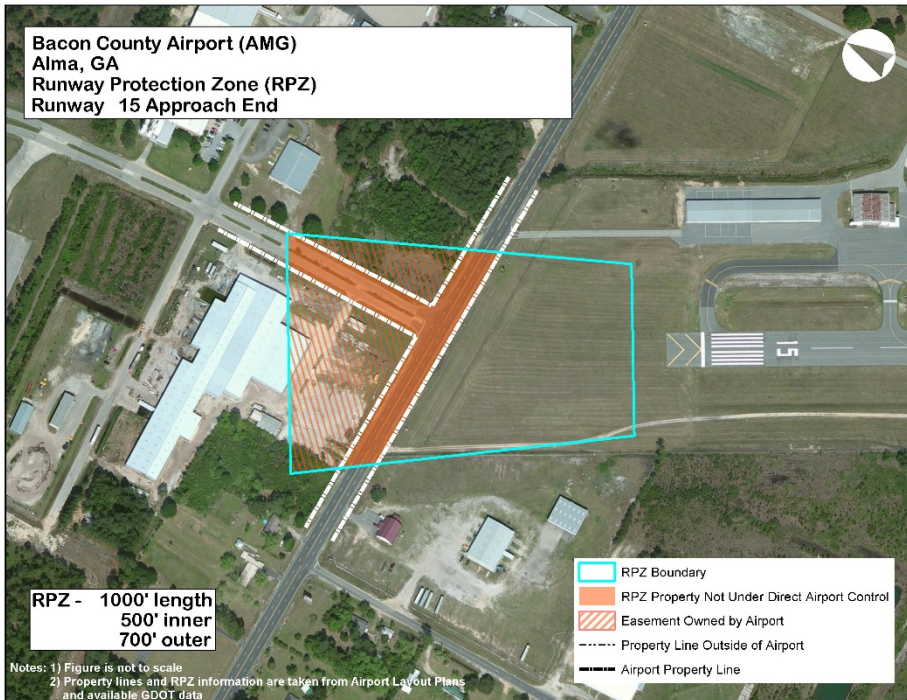 Bacon County Airport (AMG)
Alma, GA
Runway Protection Zone (RPZ)
Runway 15 Approach End
15
RPZ - 1000' length
500' inner
700' outer
RPZ Boundary
RPZ Property Not Under Direct Airport Control
Easement Owned by Airport
Property Line Outside of Airport
Airport Property Line
Notes: 1) Figure is not to scale
2) Property lines and RPZ information are taken from Airport Layout Plans
and available GDOT data